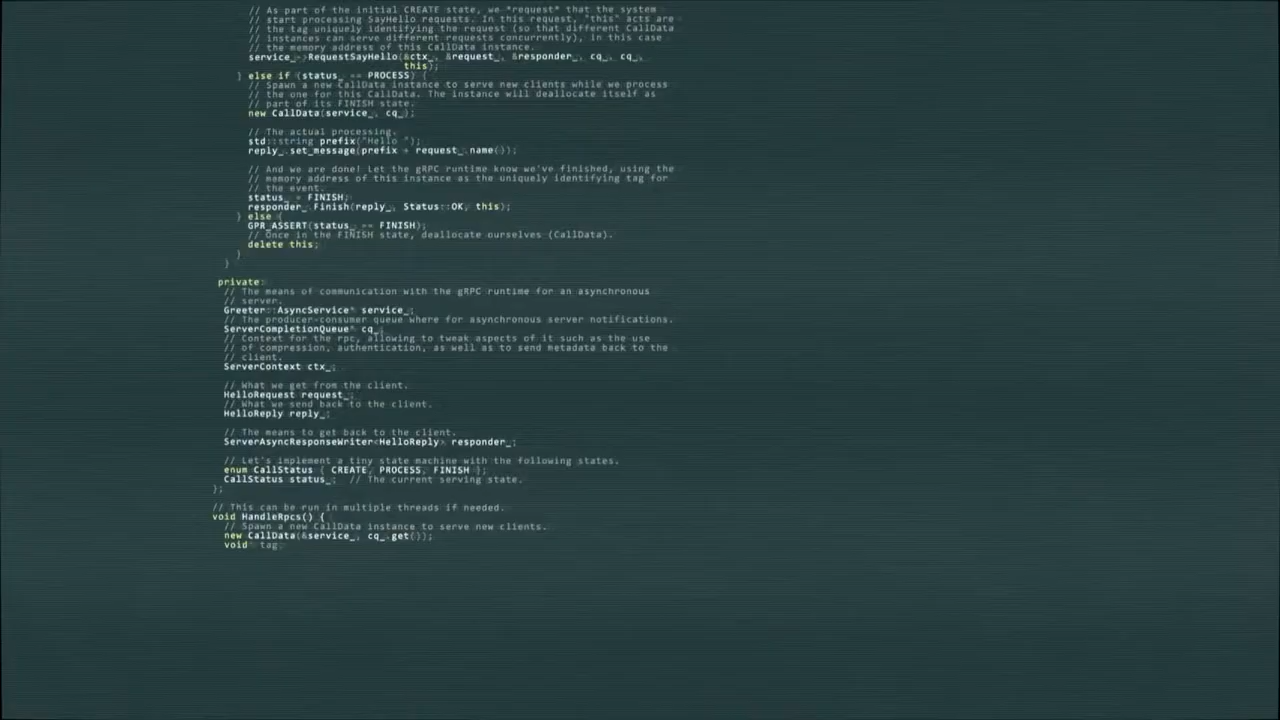 // As part of the initial CREATE state, we *request* that the system
// start processing SayHello requests. In this request, "this" acts are
// the tag uniquely identifying the request (so that different CallData
// instances can serve different requests concurrently), in this case
// the memory address of this CallData instance.
service_->RequestSayHello(&ctx_, &request_, &responder_, cq_, cq_,
this);
} else if (status_ == PROCESS) {
// Spawn a new CallData instance to serve new clients while we process
// the one for this CallData. The instance will deallocate itself as
// part of its FINISH state.
new CallData(service_, cq_);
// The actual processing.
std::string prefix("Hello ");
reply_.set_message(prefix + request_.name());
// And we are done! Let the gRPC runtime know we've finished, using the
// memory address of this instance as the uniquely identifying tag for
// the event.
status_ = FINISH;
responder_.Finish(reply_, Status::OK, this);
} else {
GPR_ASSERT(status_ == FINISH);
// Once in the FINISH state, deallocate ourselves (CallData).
delete this;
}
}
private:
// The means of communication with the gRPC runtime for an asynchronous
// server.
Greeter::AsyncService* service_;
// The producer-consumer queue where for asynchronous server notifications.
ServerCompletionQueue* cq_;
// Context for the rpc, allowing to tweak aspects of it such as the use
// of compression, authentication, as well as to send metadata back to the
// client.
ServerContext ctx_;
// What we get from the client.
HelloRequest request_;
// What we send back to the client.
HelloReply reply_;
// The means to get back to the client.
ServerAsyncResponseWriter<HelloReply> responder_;
// Let's implement a tiny state machine with the following states.
enum CallStatus { CREATE, PROCESS, FINISH };
CallStatus status_; // The current serving state.
};
// This can be run in multiple threads if needed.
void HandleRpcs() {
// Spawn a new CallData instance to serve new clients.
new CallData(&service_, cq_.get());
void* tag;